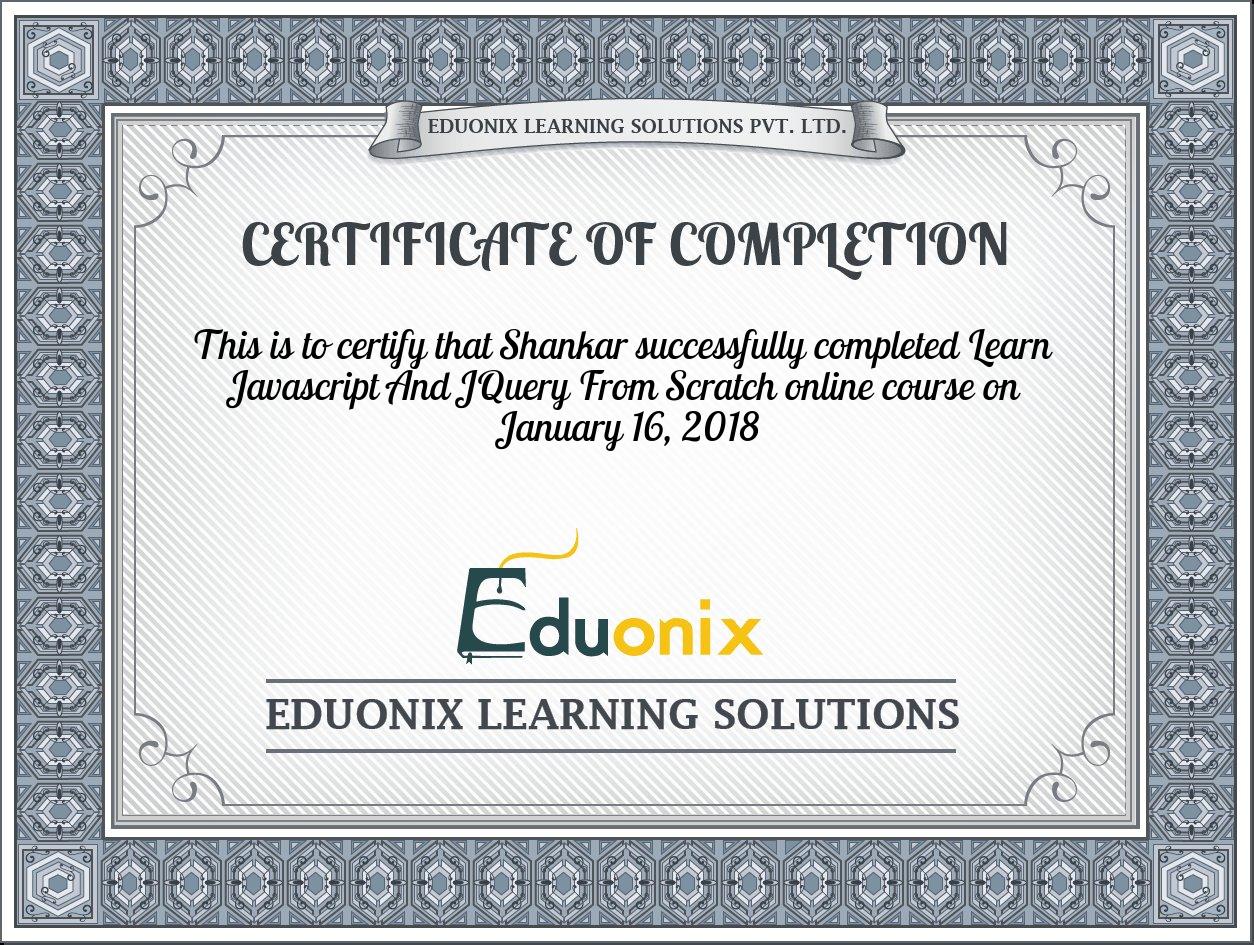 EDUONIX LEARNING SOLUTIONS PVT. LTD.
CERTIFICATE OF COMPLETION
This is to certify that Shankar successfully completed Learn
Javascript And JQuery From Scratch online course on
January 16, 2018
Eduonix
EDUONIX LEARNING SOLUTIONS